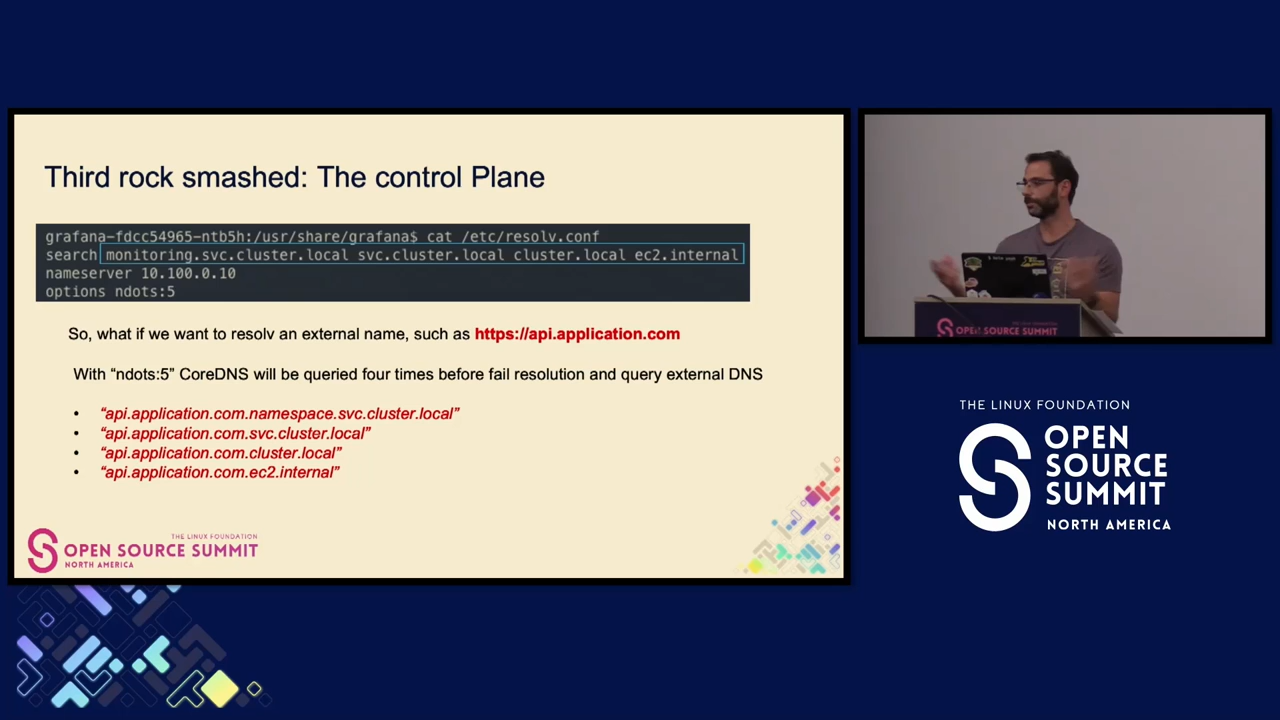 Third rock smashed: The control Plane
grafana-fdcc54965-ntb5h:/usr/share/grafana$ cat /etc/resolv.conf
search monitoring.svc.cluster.local svc.cluster.local cluster.local ec2.internal
nameserver 10.100.0.10
options ndots:5
So, what if we want to resolv an external name, such as https://api.application.com
With “ndots:5” CoreDNS will be queried four times before fail resolution and query external DNS
• “api.application.com.namespace.svc.cluster.local”
• “api.application.com.svc.cluster.local”
• “api.application.com.cluster.local”
• “api.application.com.ec2.internal”
THE LINUX FOUNDATION
OPEN SOURCE SUMMIT
NORTH AMERICA
OPEN SOURCE SUMMIT
THE LINUX FOUNDATION
OPEN
SOURCE
SUMMIT
NORTH AMERICA